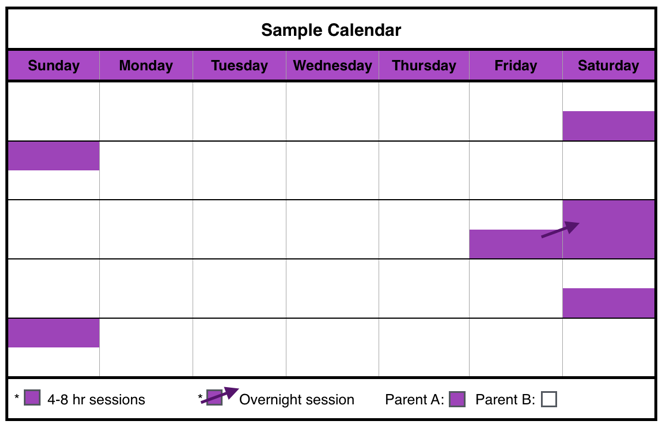 Sample Calendar
Sunday Monday Tuesday Wednesday Thursday Friday Saturday
* 4-8 hr sessions * Overnight session Parent A: Parent B: